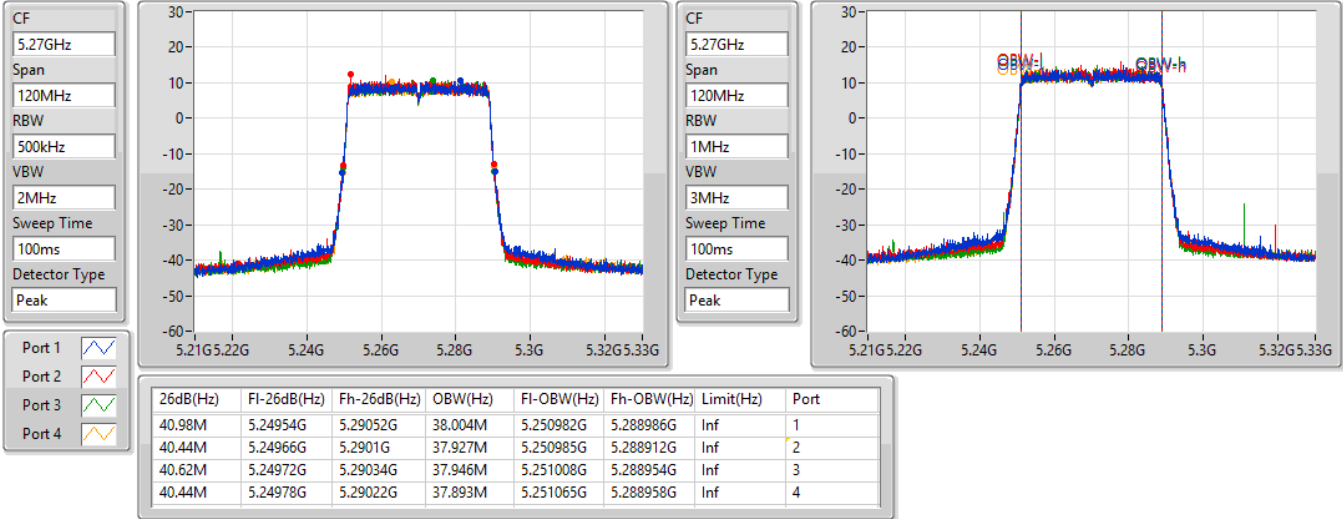 CF
5.27GHz
Span
120MHz
RBW
500kHz
VBW
2MHz
Sweep Time
100ms
Detector Type
Peak
30
20
10
0
-10
-20
-30
-40
-50
-60
5.21G 5.22G 5.24G 5.26G 5.28G 5.3G 5.32G 5.33G
CF
5.27GHz
Span
120MHz
RBW
1MHz
VBW
3MHz
Sweep Time
100ms
Detector Type
Peak
30
20
10
0
-10
-20
-30
-40
-50
-60
OBW-l OBW-h
5.21G 5.22G 5.24G 5.26G 5.28G 5.3G 5.32G 5.33G
Port 1
Port 2
Port 3
Port 4
26dB(Hz) Fl-26dB(Hz) Fh-26dB(Hz) OBW(Hz) Fl-OBW(Hz) Fh-OBW(Hz) Limit(Hz) Port
40.98M 5.24954G 5.29052G 38.004M 5.250982G 5.288986G Inf 1
40.44M 5.24966G 5.2901G 37.927M 5.250985G 5.288912G Inf 2
40.62M 5.24972G 5.29034G 37.946M 5.251008G 5.288954G Inf 3
40.44M 5.24978G 5.29022G 37.893M 5.251065G 5.288958G Inf 4